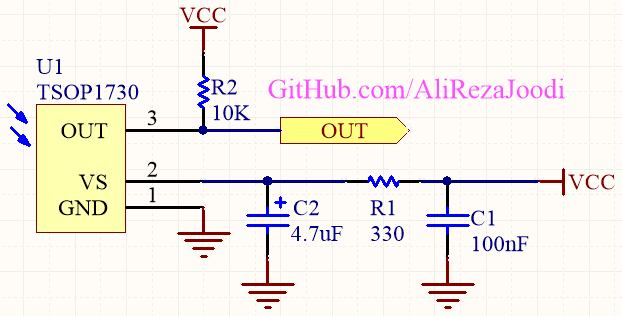 VCC
U1
TSOP1730
R2
10K
GitHub.com/AliRezaJoodi
OUT
3
OUT
VS
2
GND
1
VCC
C2
4.7uF
R1
330
C1
100nF